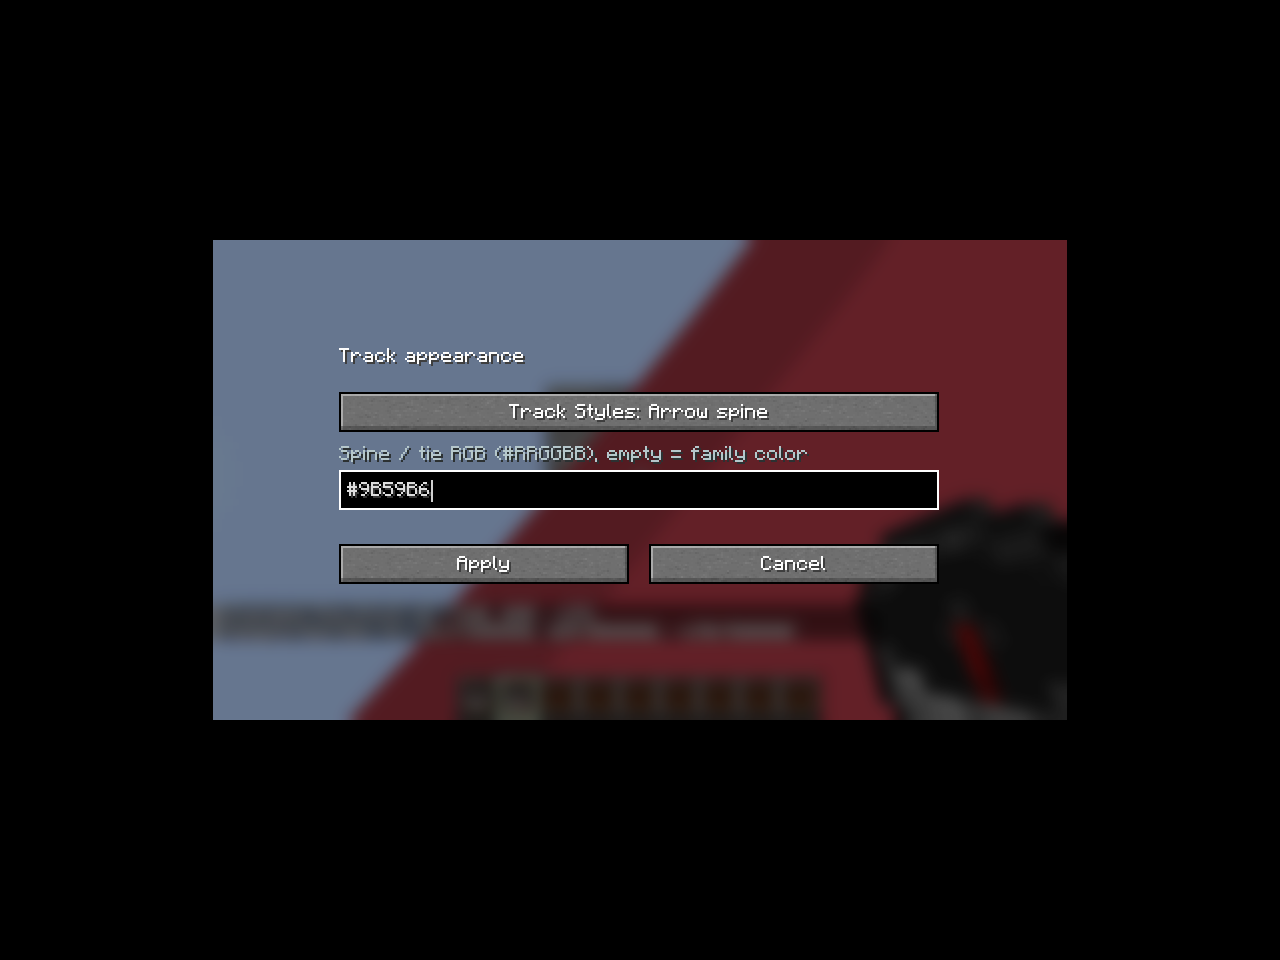 Track appearance
Track Styles: Arrow spine
Spine / tie RGB (#RRGGBB), empty = family color
#9B59B6
Apply Cancel